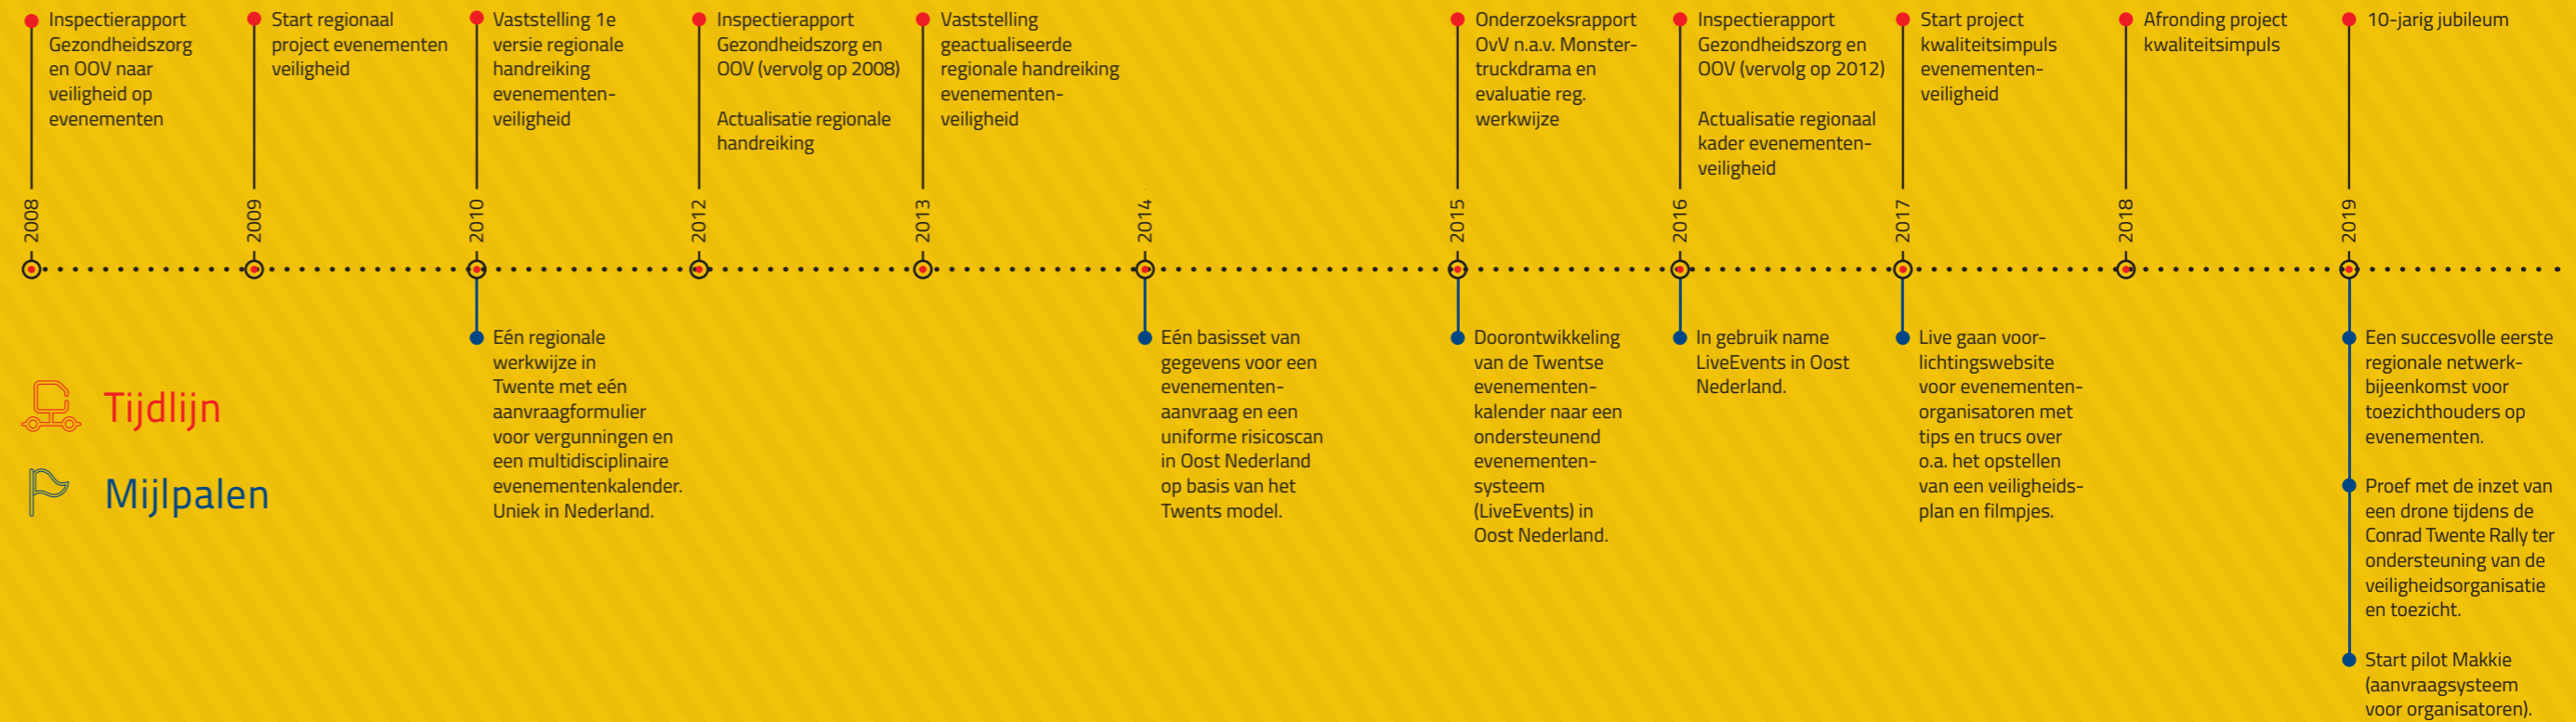 Inspectierapport
Gezondheidszorg
en OOV naar
veiligheid op
evenementen
Start regionaal
project evenementen
veiligheid
Vaststelling 1e
versie regionale
handreiking
evenementen-
veiligheid
Inspectierapport
Gezondheidszorg en
OOV (vervolg op 2008)
Actualisatie regionale
handreiking
Vaststelling
geactualiseerde
regionale handreiking
evenementen-
veiligheid
Onderzoeksrapport
OvV n.a.v. Monster-
truckdrama en
evaluatie reg.
werkwijze
Inspectierapport
Gezondheidszorg en
OOV (vervolg op 2012)
Actualisatie regionaal
kader evenementen-
veiligheid
Start project
kwaliteitsimpuls
evenementen-
veiligheid
Afronding project
kwaliteitsimpuls
10-jarig jubileum
2008
2009
2010
2012
2013
2014
2015
2016
2017
2018
2019
Tijdlijn
Mijlpalen
Eén regionale
werkwijze in
Twente met eén
aanvraagformulier
voor vergunningen en
een multidisciplinaire
evenementenkalender.
Uniek in Nederland.
Eén basisset van
gegevens voor een
evenementen-
aanvraag en een
uniforme risicoscan
in Oost Nederland
op basis van het
Twents model.
Doorontwikkeling
van de Twentse
evenementen-
kalender naar een
ondersteunend
evenementen-
systeem
(LiveEvents) in
Oost Nederland.
In gebruik name
LiveEvents in Oost
Nederland.
Live gaan voor-
lichtingswebsite
voor evenementen-
organisatoren met
tips en trucs over
o.a. het opstellen
van een veiligheids-
plan en filmpjes.
Een succesvolle eerste
regionale netwerk-
bijeenkomst voor
toezichthouders op
evenementen.
Proef met de inzet van
een drone tijdens de
Conrad Twente Rally ter
ondersteuning van de
veiligheidsorganisatie
en toezicht.
Start pilot Makkie
(aanvraagsysteem
voor organisatoren).